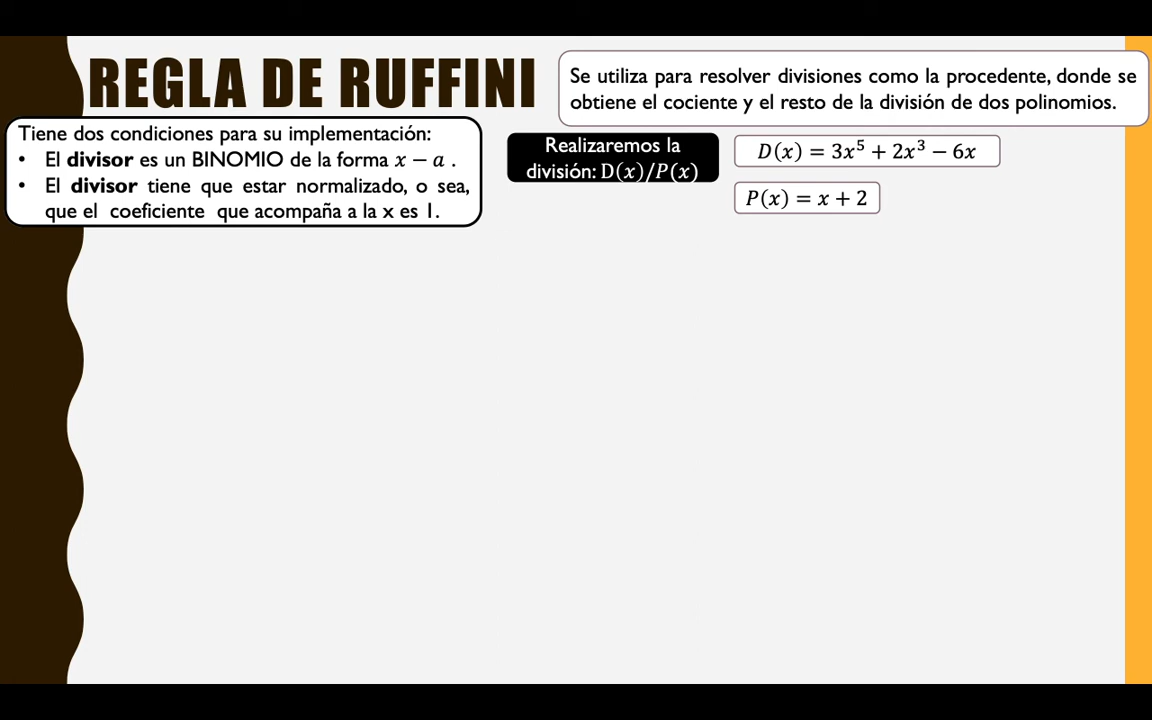 REGLA DE RUFFINI
Se utiliza para resolver divisiones como la procedente, donde se
obtiene el cociente y el resto de la división de dos polinomios.
Tiene dos condiciones para su implementación:
• El divisor es un BINOMIO de la forma x − a .
• El divisor tiene que estar normalizado, o sea,
que el coeficiente que acompaña a la x es 1.
Realizaremos la
división: D(x)/P(x)
D(x) = 3x⁵ + 2x³ − 6x
P(x) = x + 2